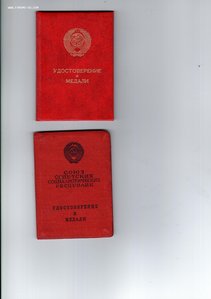 УДОСТОВЕРЕНИЕ
К
МЕДАЛИ
СОЮЗ
СОВЕТСКИХ
СОЦИАЛИСТИЧЕСКИХ
РЕСПУБЛИК
УДОСТОВЕРЕНИЕ
К
МЕДАЛИ